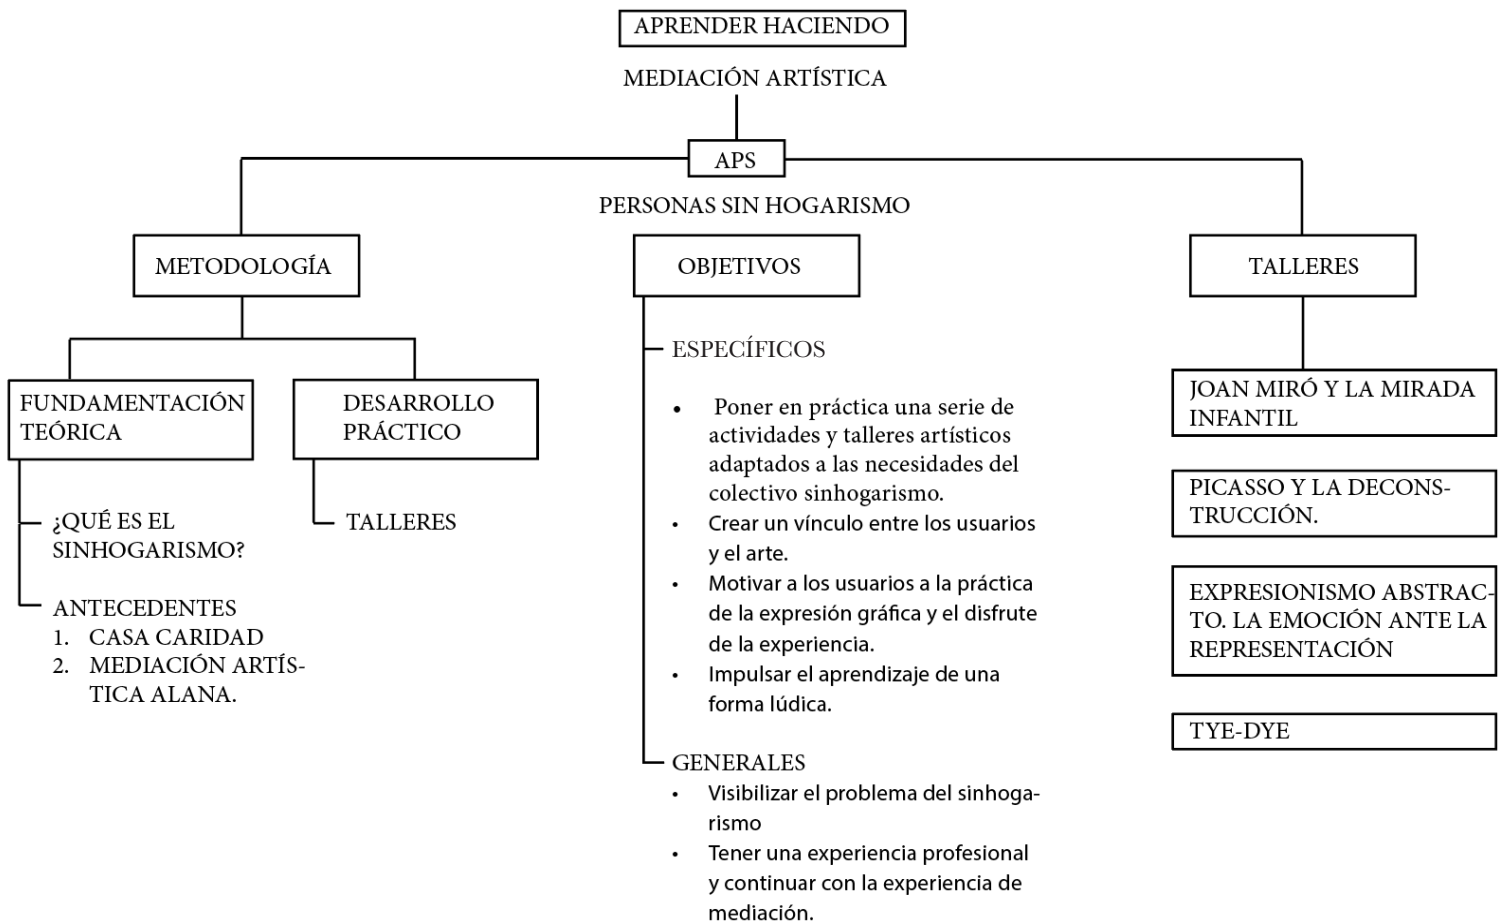 APRENDER HACIENDO
MEDIACIÓN ARTÍSTICA
APS
PERSONAS SIN HOGARISMO
METODOLOGÍA
FUNDAMENTACIÓN
TEÓRICA
¿QUÉ ES EL
SINHOGARISMO?
ANTECEDENTES
1. CASA CARIDAD
2. MEDIACIÓN ARTÍS-
TICA ALANA.
DESARROLLO
PRÁCTICO
TALLERES
OBJETIVOS
ESPECÍFICOS
• Poner en práctica una serie de
actividades y talleres artísticos
adaptados a las necesidades del
colectivo sinhogarismo.
• Crear un vínculo entre los usuarios
y el arte.
• Motivar a los usuarios a la práctica
de la expresión gráfica y el disfrute
de la experiencia.
• Impulsar el aprendizaje de una
forma lúdica.
GENERALES
• Visibilizar el problema del sinhoga-
rismo
• Tener una experiencia profesional
y continuar con la experiencia de
mediación.
TALLERES
JOAN MIRÓ Y LA MIRADA
INFANTIL
PICASSO Y LA DECONS-
TRUCCIÓN.
EXPRESIONISMO ABSTRAC-
TO. LA EMOCIÓN ANTE LA
REPRESENTACIÓN
TYE-DYE